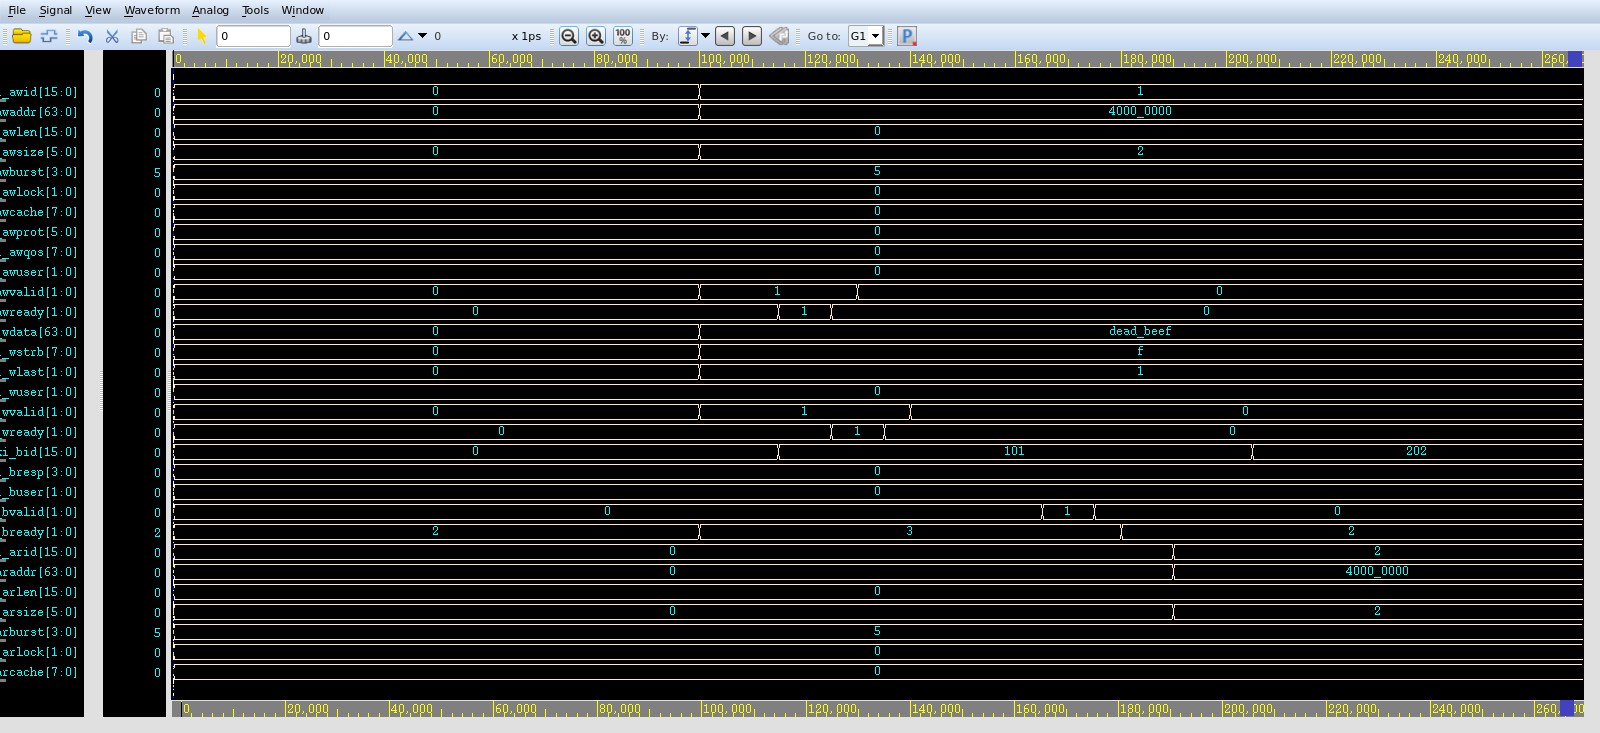 File Signal View Waveform Analog Tools Window
0 0 0 x 1ps 100 % By: Go to: G1 P
0 20,000 40,000 60,000 80,000 100,000 120,000 140,000 160,000 180,000 200,000 220,000 240,000 260,
_awid[15:0] 0 0 1
waddr[63:0] 0 0 4000_0000
awlen[15:0] 0 0
awsize[5:0] 0 0 2
wburst[3:0] 5 5
awlock[1:0] 0 0
wcache[7:0] 0 0
awprot[5:0] 0 0
_awqos[7:0] 0 0
awuser[1:0] 0 0
wvalid[1:0] 0 0 1 0
wready[1:0] 0 0 1 0
wdata[63:0] 0 0 dead_beef
_wstrb[7:0] 0 0 f
_wlast[1:0] 0 0 1
_wuser[1:0] 0 0
wvalid[1:0] 0 0 1 0
wready[1:0] 0 0 1 0
i_bid[15:0] 0 0 101 202
_bresp[3:0] 0 0
_buser[1:0] 0 0
bvalid[1:0] 0 0 1 0
bready[1:0] 2 2 3 2
_arid[15:0] 0 0 2
raddr[63:0] 0 0 4000_0000
arlen[15:0] 0 0
arsize[5:0] 0 0 2
rburst[3:0] 5 5
arlock[1:0] 0 0
rcache[7:0] 0 0
0 20,000 40,000 60,000 80,000 100,000 120,000 140,000 160,000 180,000 200,000 220,000 240,000